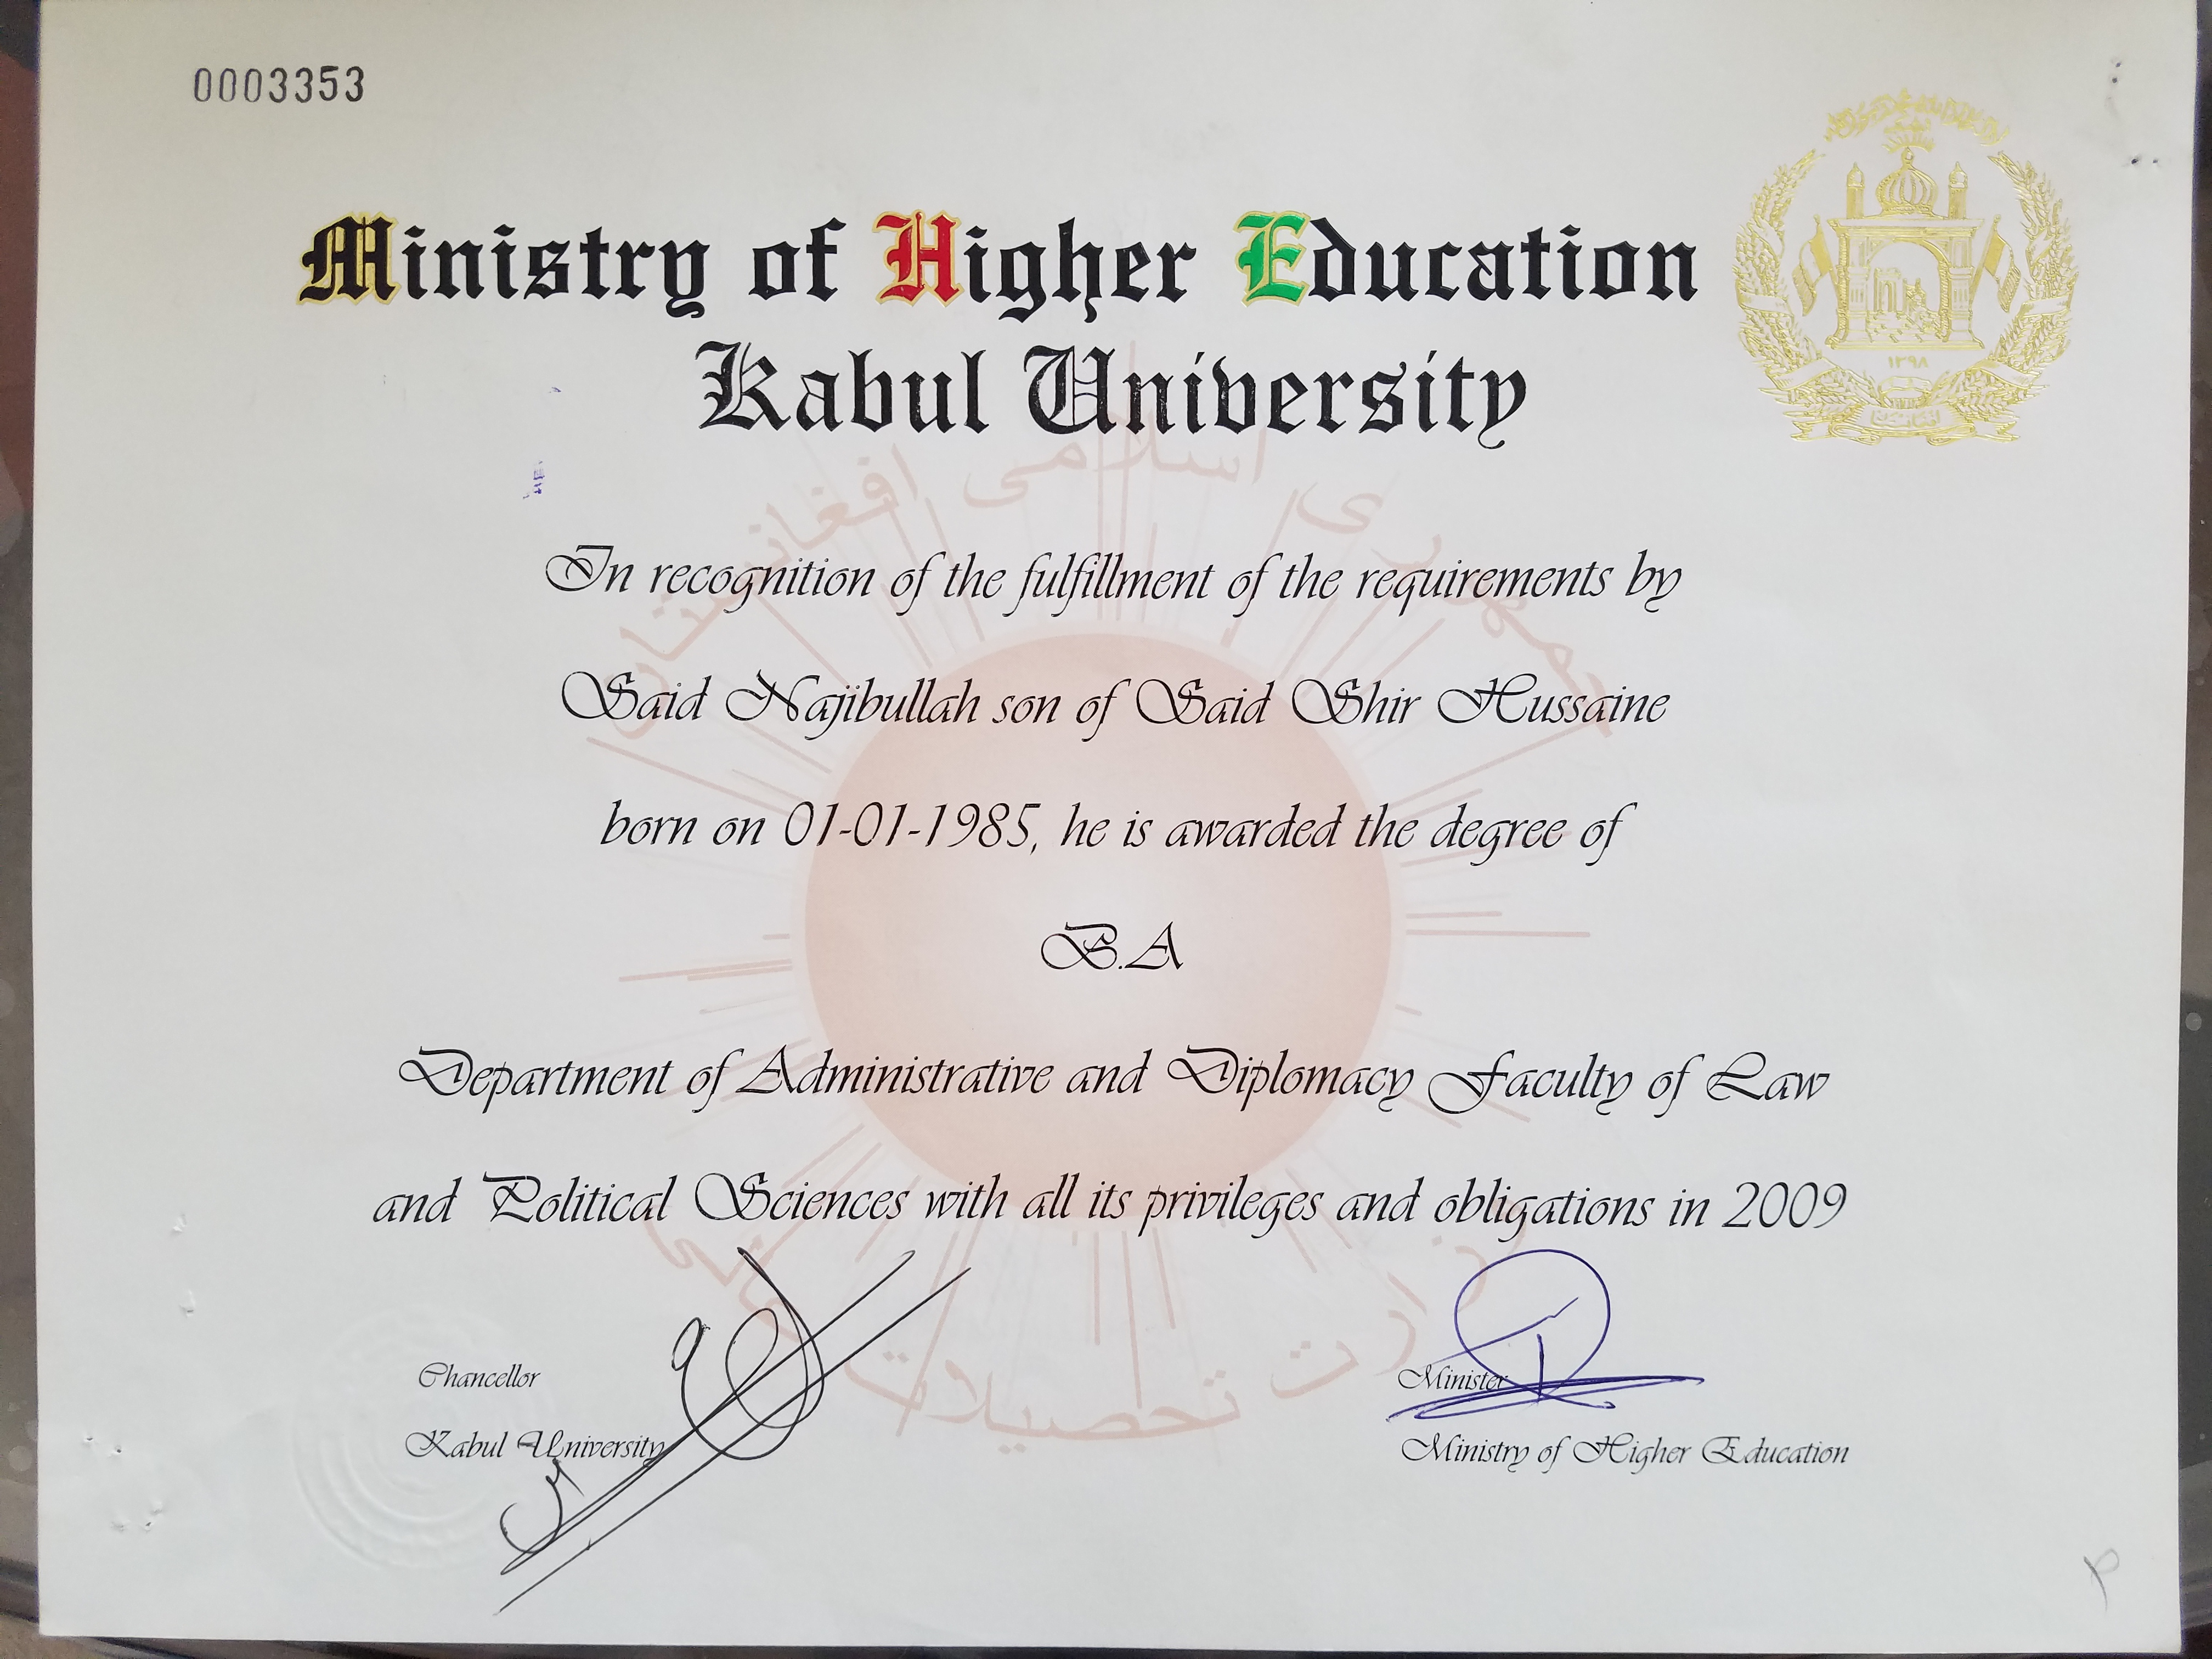 0003353
Ministry of Higher Education
Kabul University
In recognition of the fulfillment of the requirements by
Said Najibullah son of Said Shir Hussaine
born on 01-01-1985, he is awarded the degree of
B.A
Department of Administrative and Diplomacy Faculty of Law
and Political Sciences with all its privileges and obligations in 2009
Chancellor
Kabul University
Minister
Ministry of Higher Education
۱۲۹۸